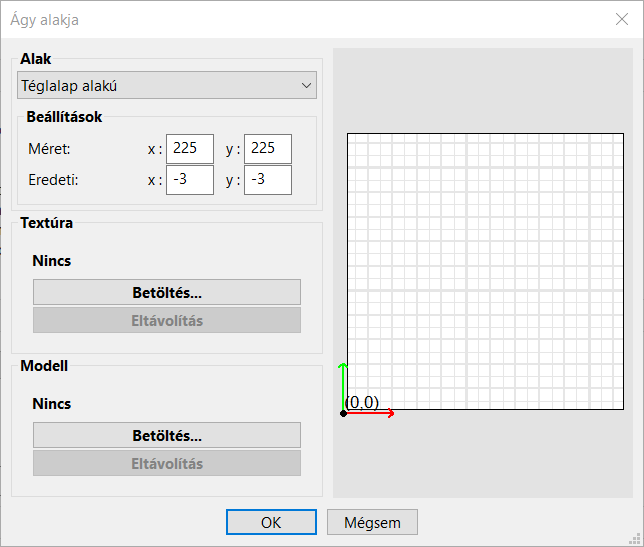 Ágy alakja
Alak
Téglalap alakú
Beállítások
Méret: x : 225 y : 225
Eredeti: x : -3 y : -3
Textúra
Nincs
Betöltés...
Eltávolítás
Modell
Nincs
Betöltés...
Eltávolítás
(0,0)
OK Mégsem